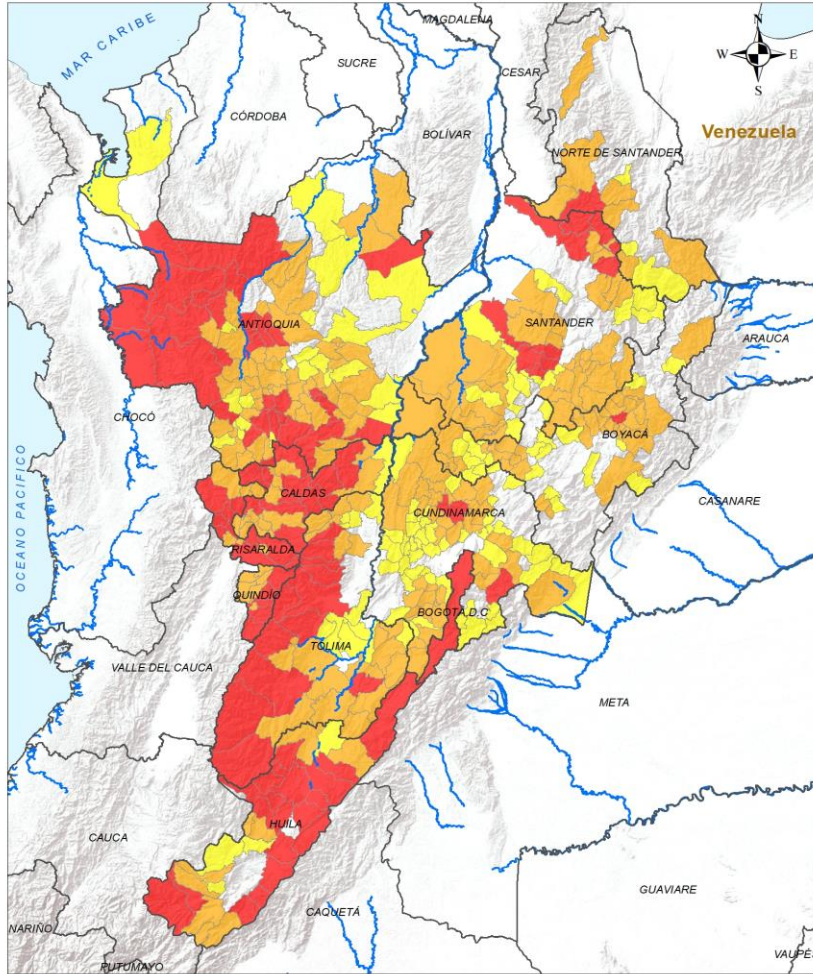 MAGDALENA
N
MAR CARIBE
SUCRE
CESAR
W
E
S
CÓRDOBA
Venezuela
BOLÍVAR
NORTE DE SANTANDER
ANTIOQUIA
SANTANDER
ARAUCA
CHOCÓ
BOYACÁ
OCEANO PACIFICO
CALDAS
CASANARE
CUNDINAMARCA
RISARALDA
QUINDÍO
BOGOTÁ D.C
TOLIMA
VALLE DEL CAUCA
META
HUILA
CAUCA
GUAVIARE
CAQUETÁ
NARIÑO
PUTUMAYO
VAUPÉS